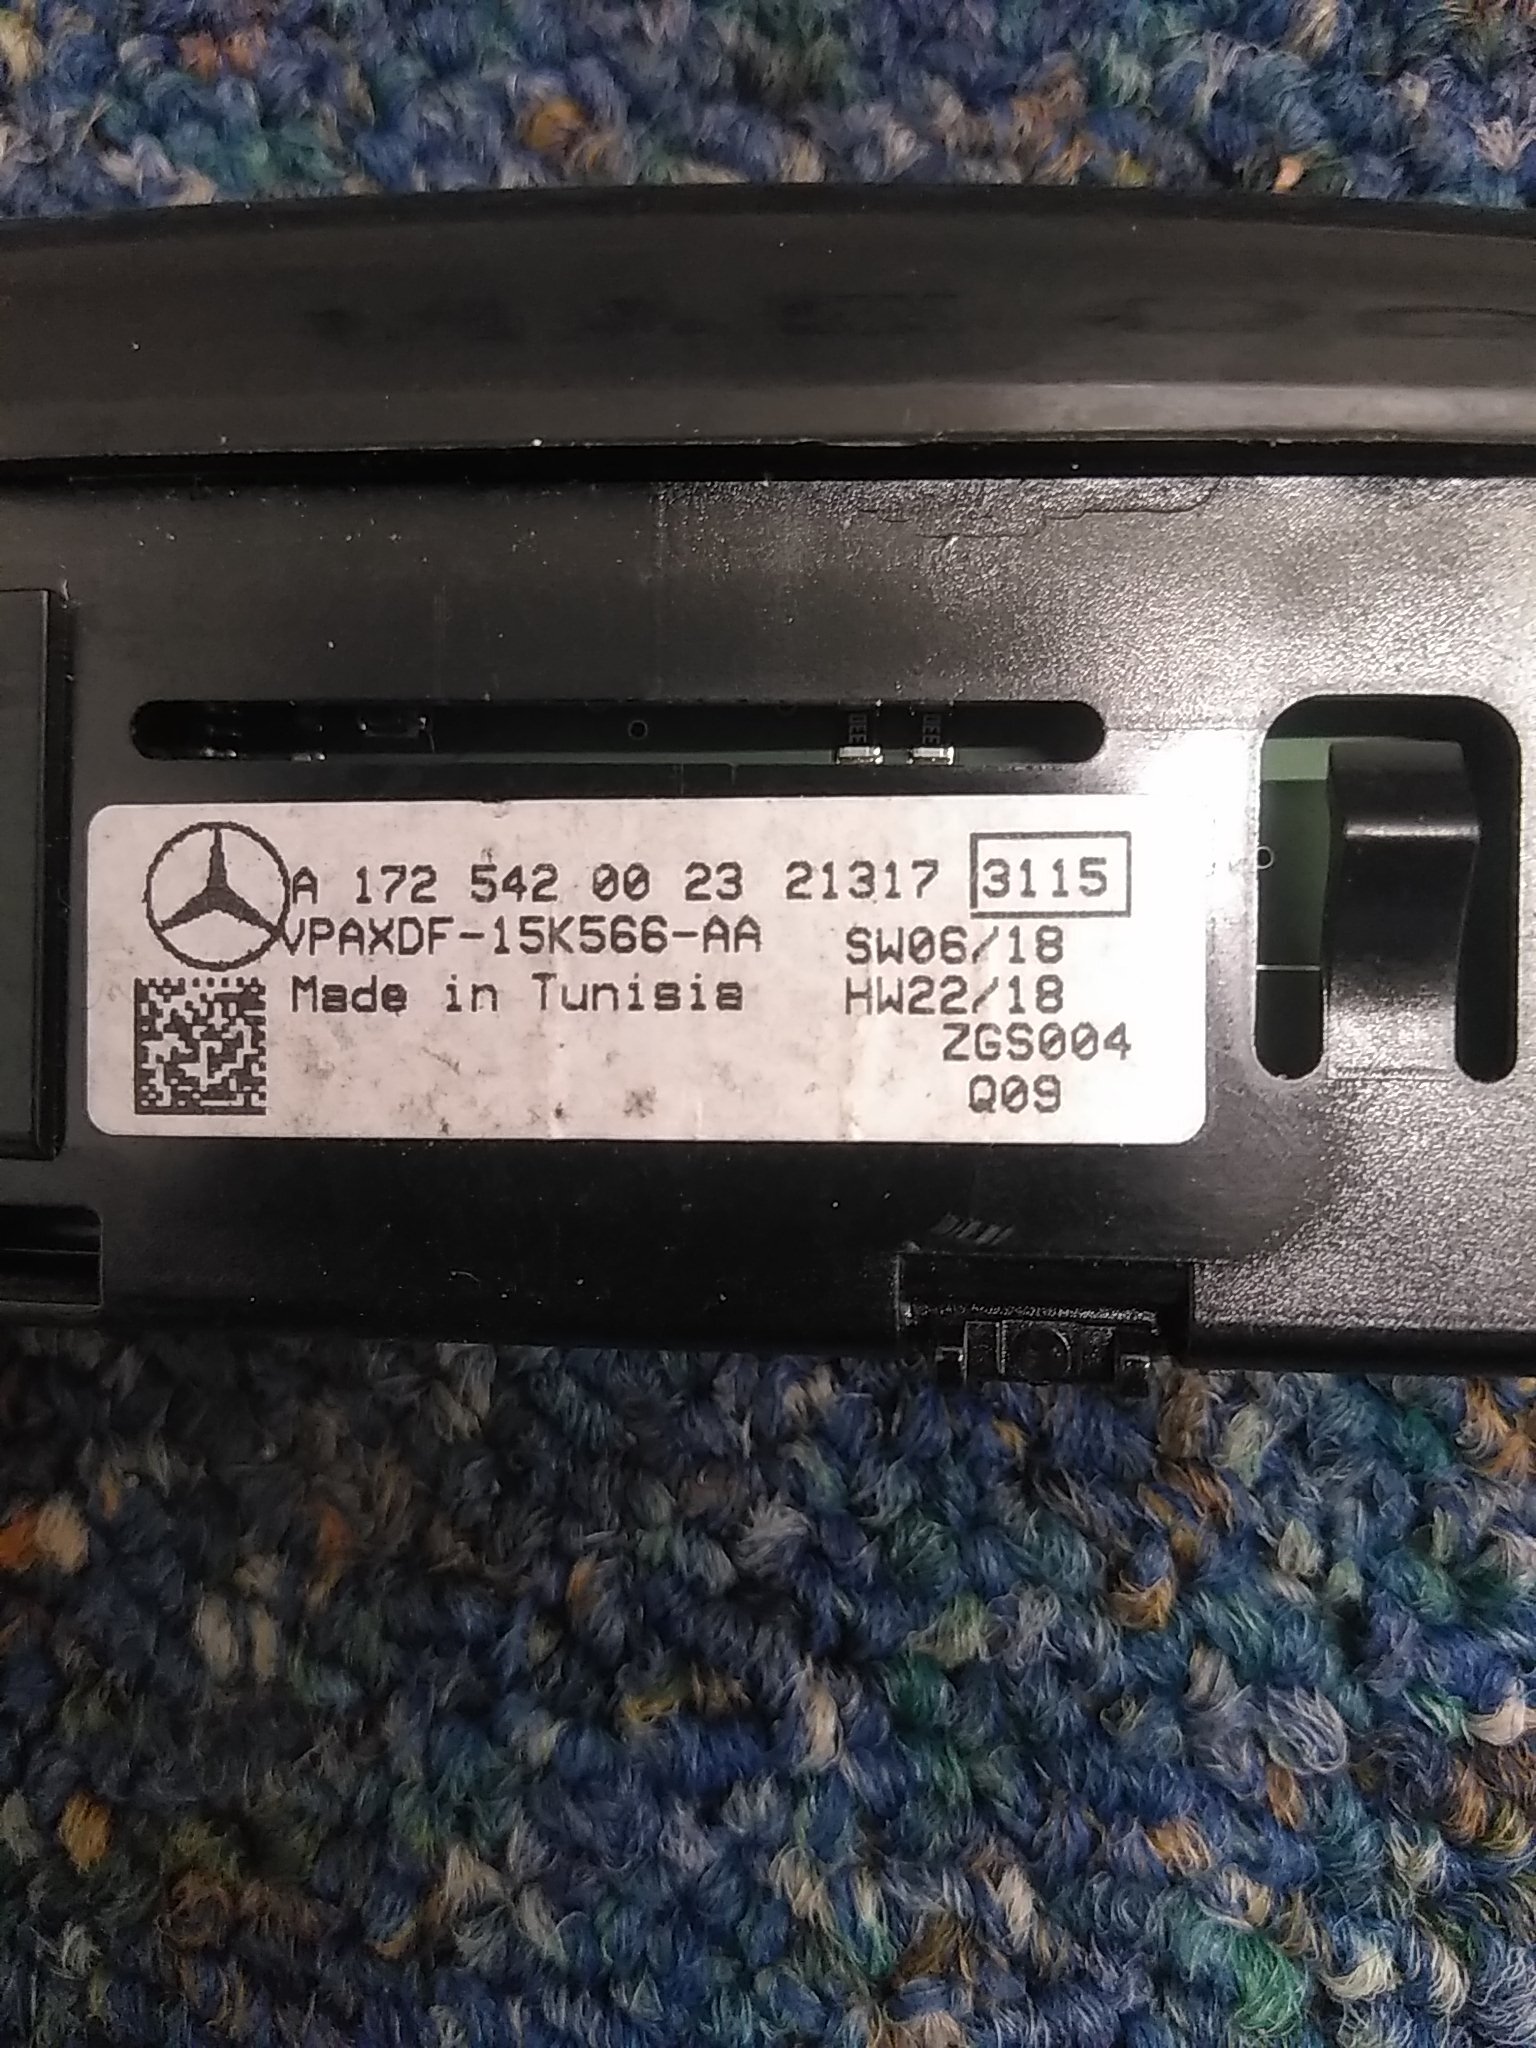 A 172 542 00 23 21317 3115
VPAXDF-15K566-AA SW06/18
Made in Tunisia HW22/18
ZGS004
Q09